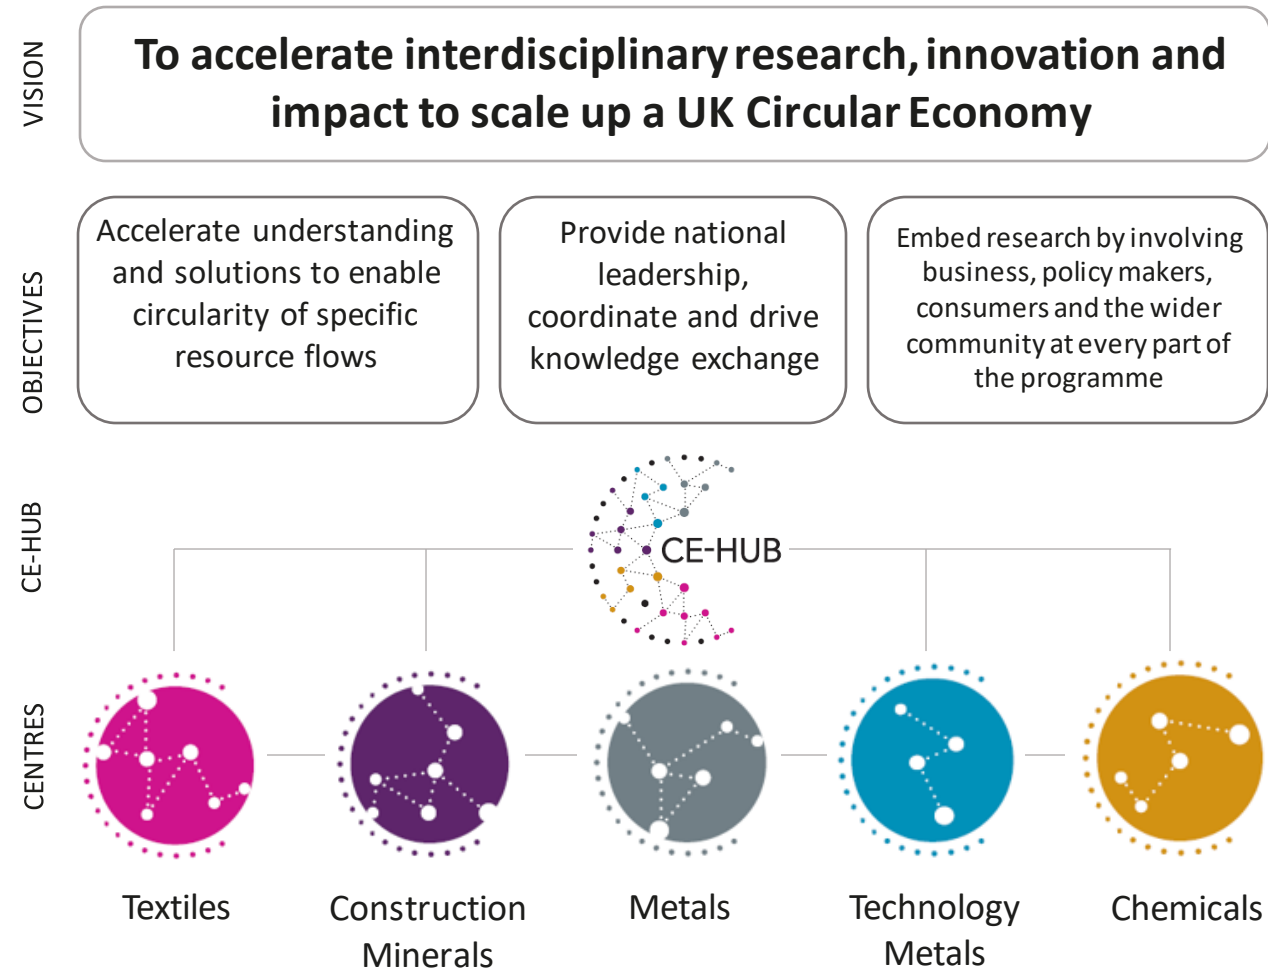 VISION
To accelerate interdisciplinary research, innovation and
impact to scale up a UK Circular Economy
OBJECTIVES
Accelerate understanding
and solutions to enable
circularity of specific
resource flows
Provide national
leadership,
coordinate and drive
knowledge exchange
Embed research by involving
business, policy makers,
consumers and the wider
community at every part of
the programme
CE-HUB
CE-HUB
CENTRES
Textiles
Construction
Minerals
Metals
Technology
Metals
Chemicals